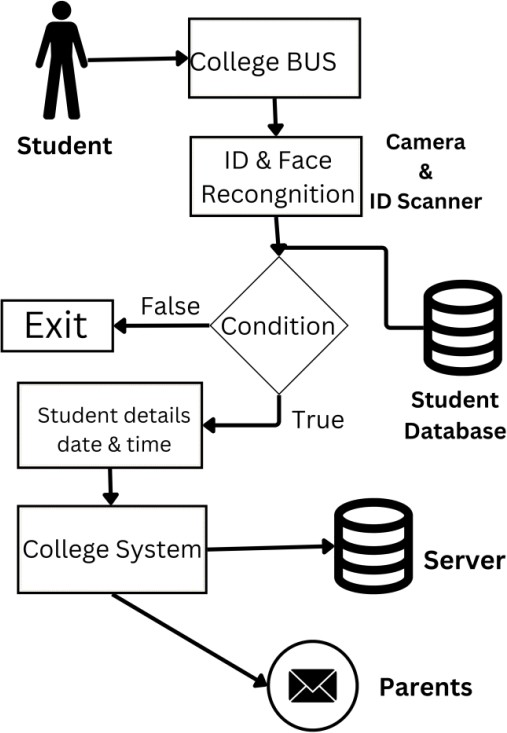 College BUS
Student
ID & Face
Recongnition
Camera
&
ID Scanner
False
Exit
Condition
Student
Database
True
Student details
date & time
College System
Server
Parents